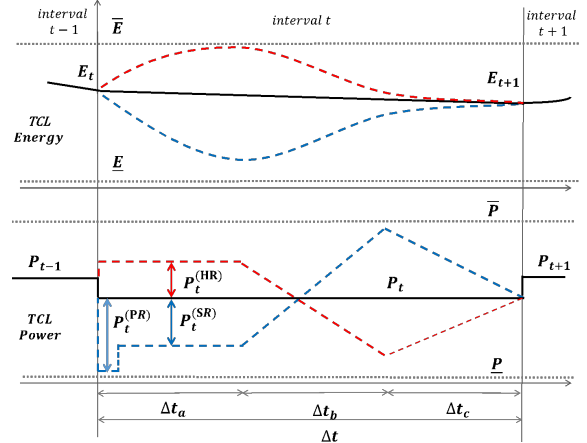 interval
t − 1
E̅
interval t
interval
t + 1
E_t
E_{t+1}
TCL
Energy
E̲
P̅
P_{t−1}
P_t^{(HR)}
P_t
P_{t+1}
TCL
Power
P_t^{(PR)}
P_t^{(SR)}
P̲
Δt_a
Δt_b
Δt_c
Δt